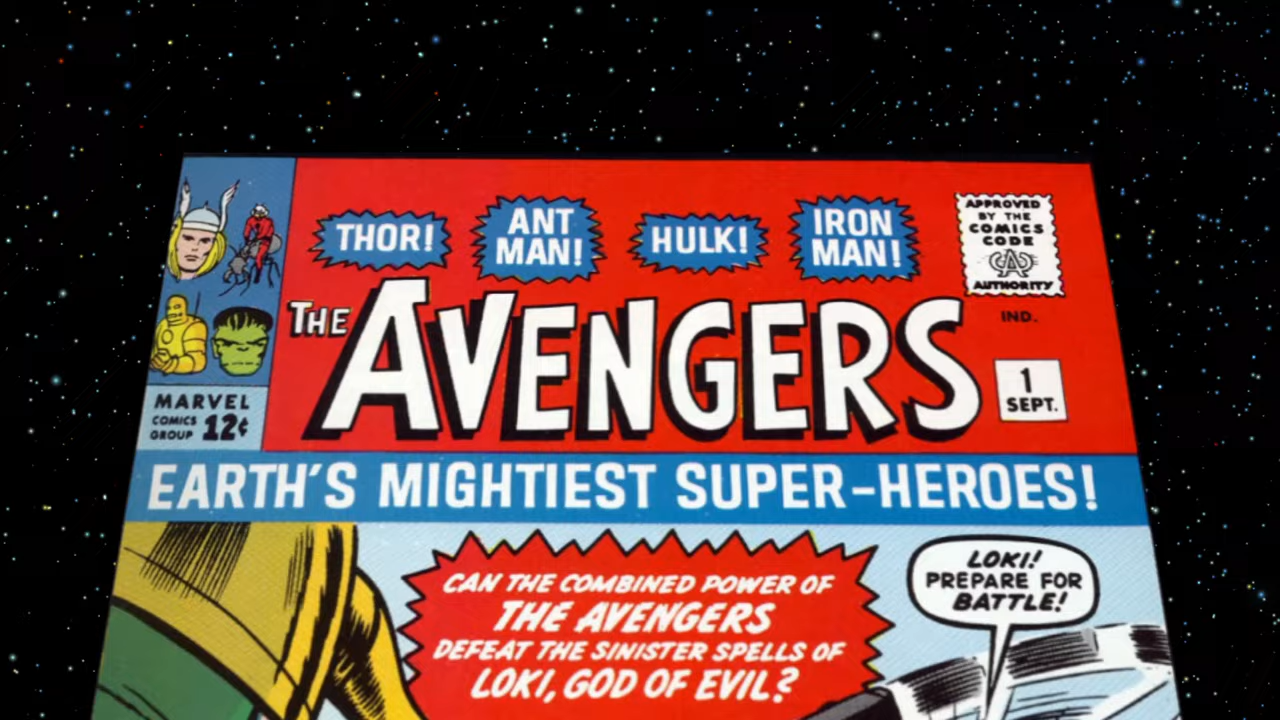 THOR!
ANT
MAN!
HULK!
IRON
MAN!
APPROVED
BY THE
COMICS
CODE
CA
AUTHORITY
THE AVENGERS
IND.
1
SEPT.
MARVEL
COMICS
GROUP 12¢
EARTH'S MIGHTIEST SUPER-HEROES!
CAN THE COMBINED POWER OF
THE AVENGERS
DEFEAT THE SINISTER SPELLS OF
LOKI, GOD OF EVIL?
LOKI!
PREPARE FOR
BATTLE!